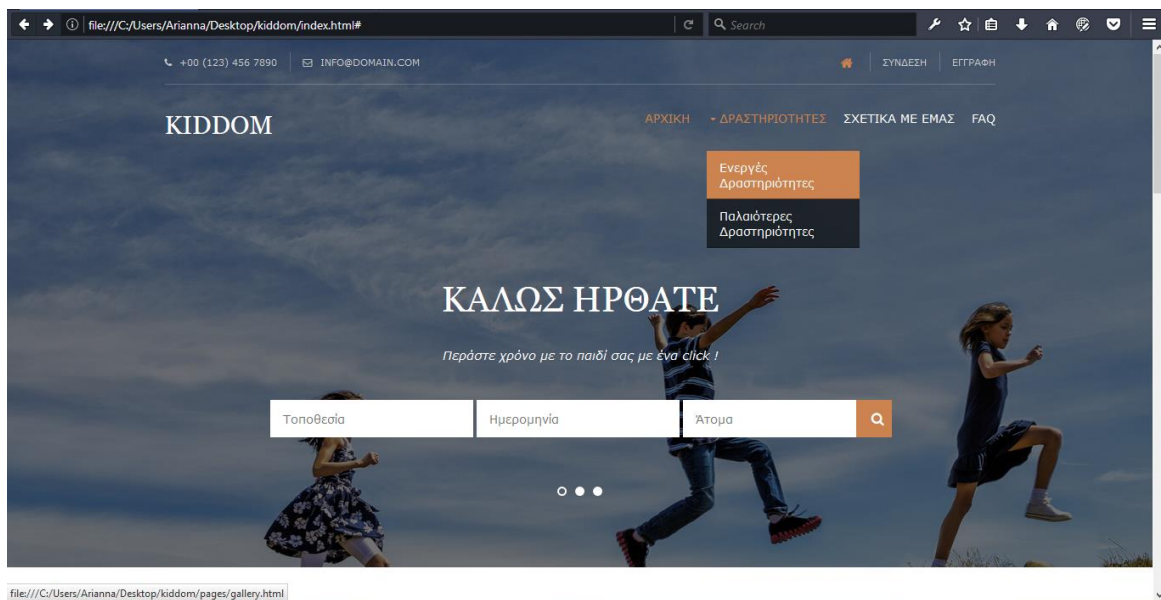 file:///C:/Users/Arianna/Desktop/kiddom/index.html#
Search
+00 (123) 456 7890
INFO@DOMAIN.COM
ΣΥΝΔΕΣΗ
ΕΓΓΡΑΦΗ
KIDDOM
ΑΡΧΙΚΗ
ΔΡΑΣΤΗΡΙΟΤΗΤΕΣ
ΣΧΕΤΙΚΑ ΜΕ ΕΜΑΣ
FAQ
Ενεργές
Δραστηριότητες
Παλαιότερες
Δραστηριότητες
ΚΑΛΩΣ ΗΡΘΑΤΕ
Περάστε χρόνο με το παιδί σας με ένα click !
Τοποθεσία
Ημερομηνία
Άτομα
file:///C:/Users/Arianna/Desktop/kiddom/pages/gallery.html